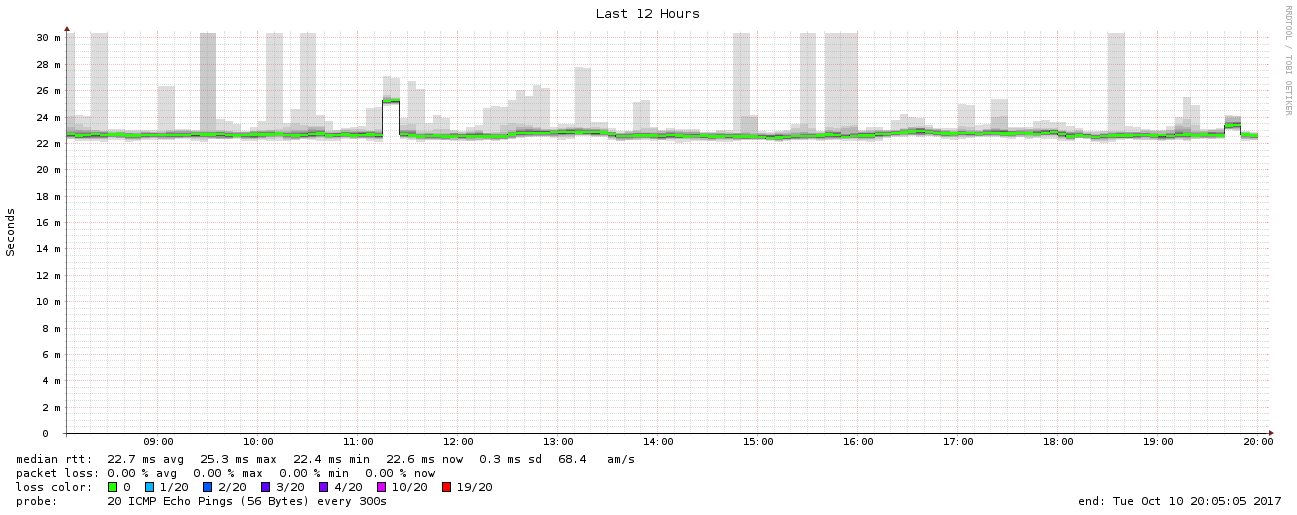 Last 12 Hours
RRDTOOL / TOBI OETIKER
Seconds
30 m
28 m
26 m
24 m
22 m
20 m
18 m
16 m
14 m
12 m
10 m
8 m
6 m
4 m
2 m
0
09:00 10:00 11:00 12:00 13:00 14:00 15:00 16:00 17:00 18:00 19:00 20:00
median rtt: 22.7 ms avg 25.3 ms max 22.4 ms min 22.6 ms now 0.3 ms sd 68.4 am/s
packet loss: 0.00 % avg 0.00 % max 0.00 % min 0.00 % now
loss color: 0 1/20 2/20 3/20 4/20 10/20 19/20
probe: 20 ICMP Echo Pings (56 Bytes) every 300s end: Tue Oct 10 20:05:05 2017